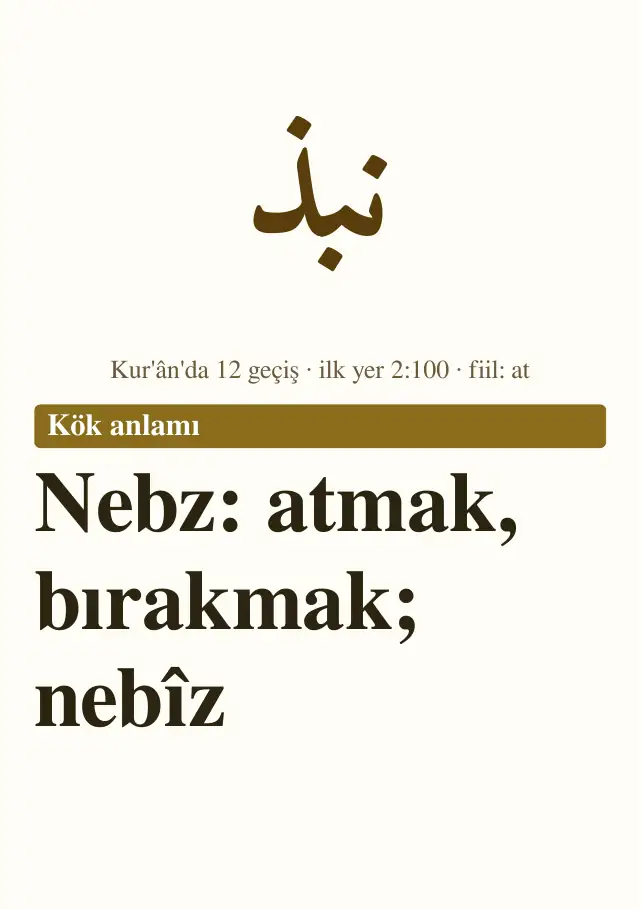 نبذ
Kur'ân'da 12 geçiş · ilk yer 2:100 · fiil: at
Kök anlamı
Nebz: atmak,
bırakmak;
nebîz